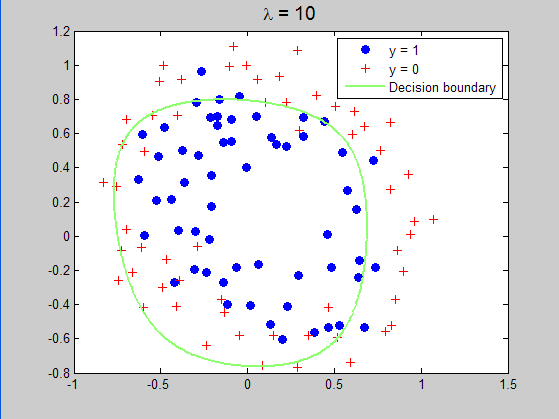 λ = 10
y = 1
y = 0
Decision boundary
1.2
1
0.8
0.6
0.4
0.2
0
-0.2
-0.4
-0.6
-0.8
-1 -0.5 0 0.5 1 1.5